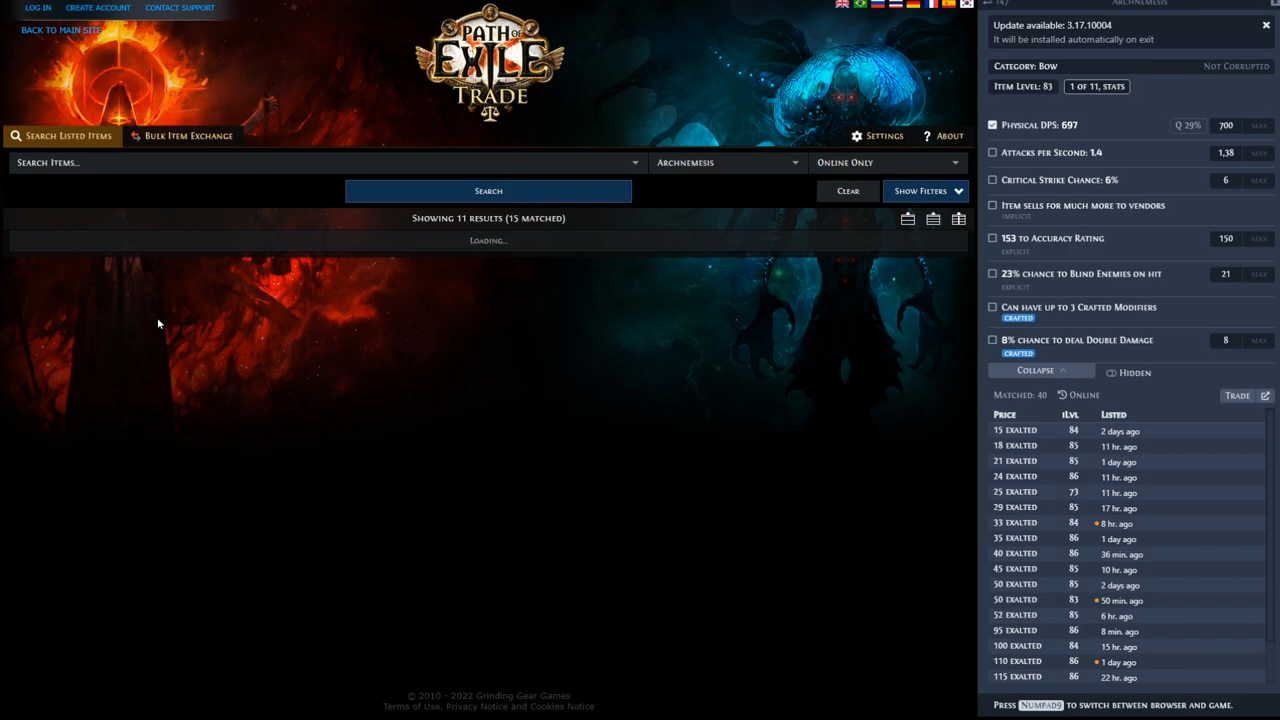 LOG IN CREATE ACCOUNT CONTACT SUPPORT
BACK TO MAIN SITE
PATH OF
EXILE
TRADE
SEARCH LISTED ITEMS BULK ITEM EXCHANGE SETTINGS ? ABOUT
SEARCH ITEMS... ARCHNEMESIS ONLINE ONLY
SEARCH CLEAR SHOW FILTERS
SHOWING 11 RESULTS (15 MATCHED)
LOADING...
© 2010 - 2022 Grinding Gear Games
Terms of Use, Privacy Notice and Cookies Notice
ARCHNEMESIS
Update available: 3.17.10004
It will be installed automatically on exit
CATEGORY: BOW NOT CORRUPTED
ITEM LEVEL: 83 1 OF 11, STATS
PHYSICAL DPS: 697 Q 29% 700 MAX
ATTACKS PER SECOND: 1.4 1,38 MAX
CRITICAL STRIKE CHANCE: 6% 6 MAX
ITEM SELLS FOR MUCH MORE TO VENDORS
IMPLICIT
153 TO ACCURACY RATING 150 MAX
EXPLICIT
23% CHANCE TO BLIND ENEMIES ON HIT 21 MAX
EXPLICIT
CAN HAVE UP TO 3 CRAFTED MODIFIERS
CRAFTED
8% CHANCE TO DEAL DOUBLE DAMAGE 8 MAX
CRAFTED
COLLAPSE HIDDEN
MATCHED: 40 ONLINE TRADE
PRICE iLVL LISTED
15 EXALTED 84 2 days ago
18 EXALTED 85 11 hr. ago
21 EXALTED 85 1 day ago
24 EXALTED 86 11 hr. ago
25 EXALTED 73 11 hr. ago
29 EXALTED 85 17 hr. ago
33 EXALTED 84 8 hr. ago
35 EXALTED 86 1 day ago
40 EXALTED 86 36 min. ago
45 EXALTED 85 10 hr. ago
50 EXALTED 85 2 days ago
50 EXALTED 83 50 min. ago
52 EXALTED 85 6 hr. ago
95 EXALTED 86 8 min. ago
100 EXALTED 84 15 hr. ago
110 EXALTED 86 1 day ago
115 EXALTED 86 22 hr. ago
PRESS NUMPAD9 TO SWITCH BETWEEN BROWSER AND GAME.